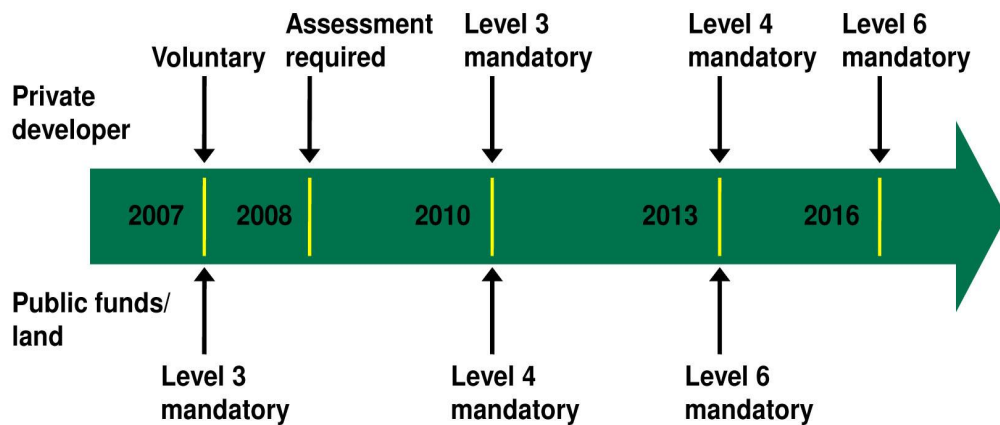 Voluntary
Assessment
required
Level 3
mandatory
Level 4
mandatory
Level 6
mandatory
Private
developer
2007
2008
2010
2013
2016
Public funds/
land
Level 3
mandatory
Level 4
mandatory
Level 6
mandatory